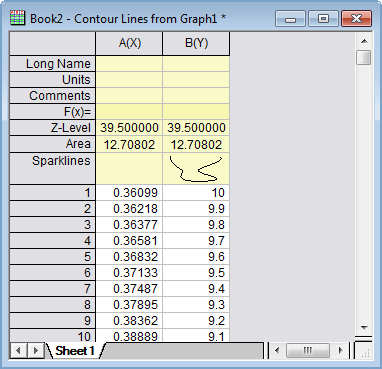 Book2 - Contour Lines from Graph1 *
A(X) B(Y)
Long Name
Units
Comments
F(x)=
Z-Level 39.500000 39.500000
Area 12.70802 12.70802
Sparklines
1 0.36099 10
2 0.36218 9.9
3 0.36377 9.8
4 0.36581 9.7
5 0.36832 9.6
6 0.37133 9.5
7 0.37487 9.4
8 0.37895 9.3
9 0.38362 9.2
10 0.38889 9.1
Sheet1